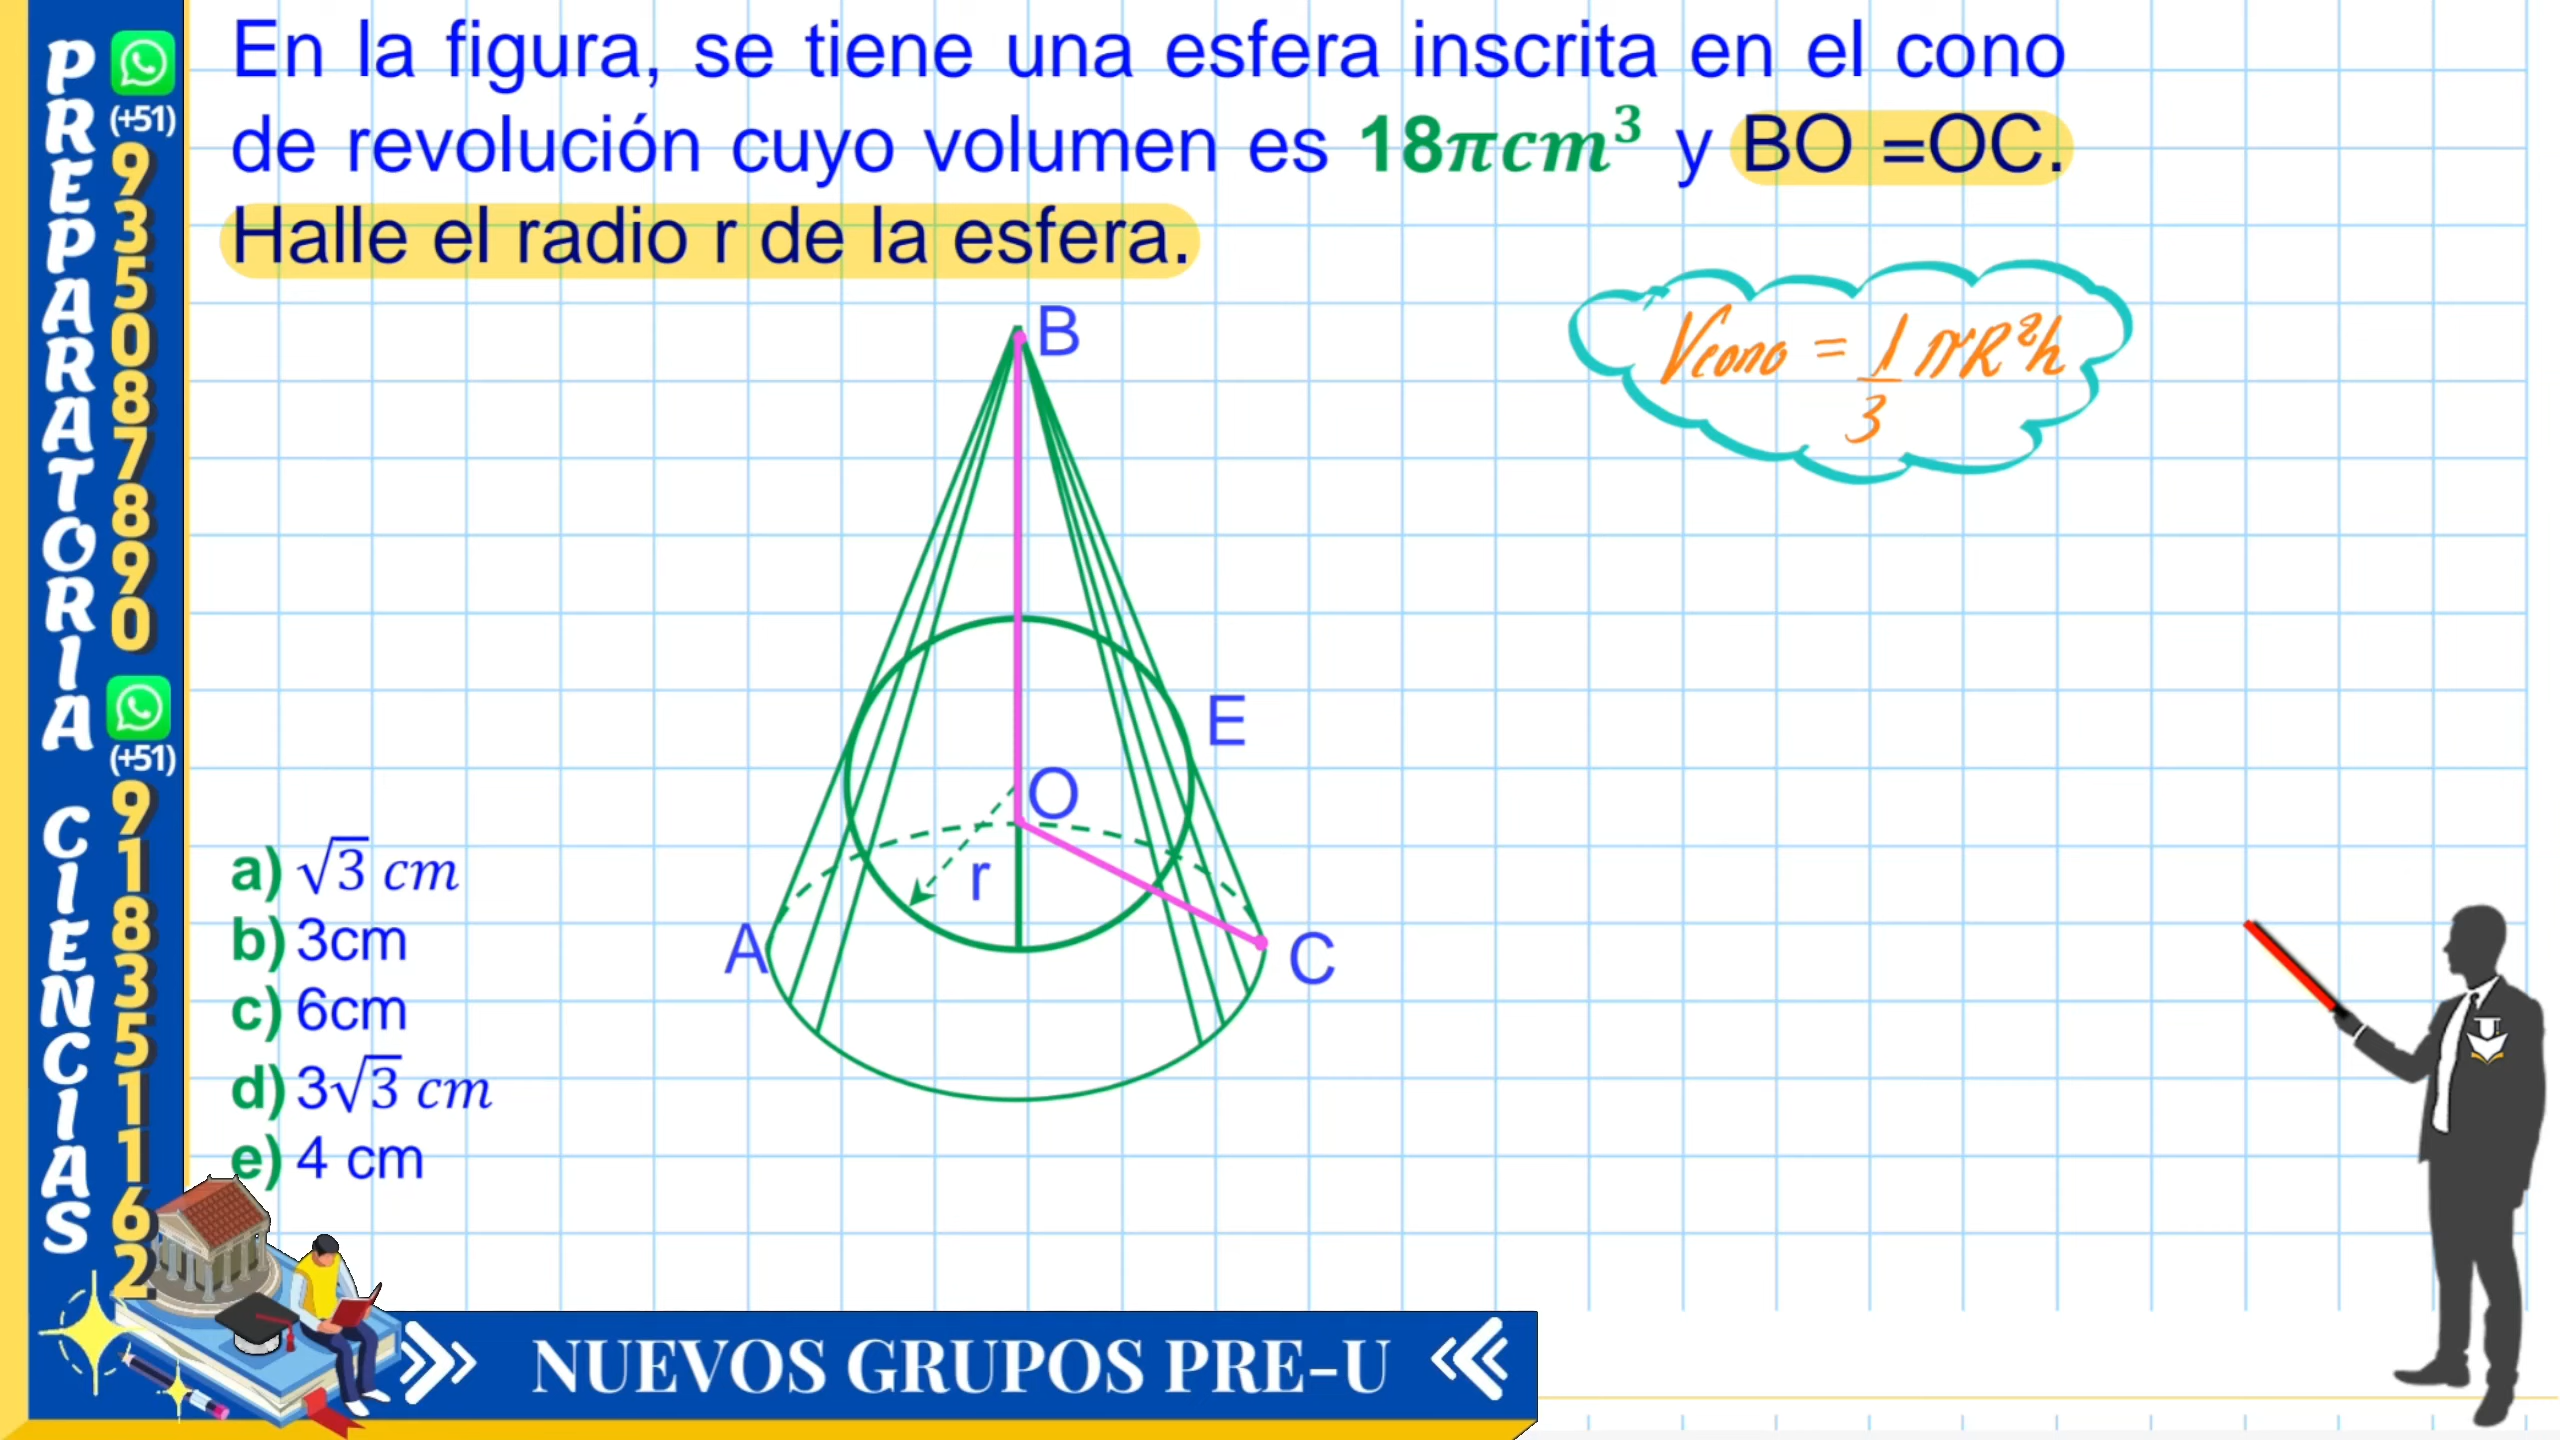 PREPARATORIA CIENCIAS
(+51)
935087890
(+51)
918351162
En la figura, se tiene una esfera inscrita en el cono
de revolución cuyo volumen es 18πcm³ y BO =OC.
Halle el radio r de la esfera.
Vcono = 1/3 πR²h
B
E
O
r
A
C
a) √3 cm
b) 3cm
c) 6cm
d) 3√3 cm
e) 4 cm
U
NUEVOS GRUPOS PRE-U